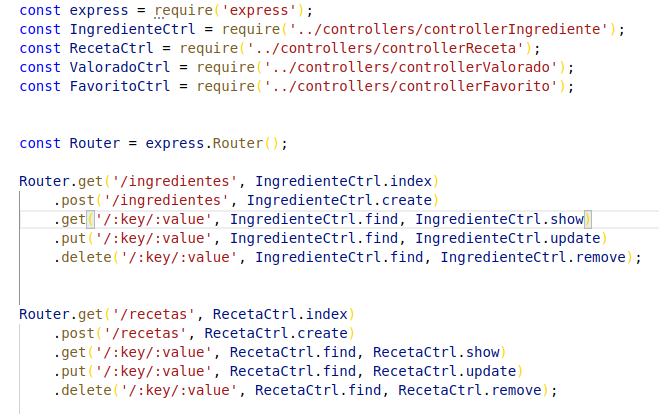 const express = require('express');
const IngredienteCtrl = require('../controllers/controllerIngrediente');
const RecetaCtrl = require('../controllers/controllerReceta');
const ValoradoCtrl = require('../controllers/controllerValorado');
const FavoritoCtrl = require('../controllers/controllerFavorito');
const Router = express.Router();
Router.get('/ingredientes', IngredienteCtrl.index)
.post('/ingredientes', IngredienteCtrl.create)
.get('/:key/:value', IngredienteCtrl.find, IngredienteCtrl.show)
.put('/:key/:value', IngredienteCtrl.find, IngredienteCtrl.update)
.delete('/:key/:value', IngredienteCtrl.find, IngredienteCtrl.remove);
Router.get('/recetas', RecetaCtrl.index)
.post('/recetas', RecetaCtrl.create)
.get('/:key/:value', RecetaCtrl.find, RecetaCtrl.show)
.put('/:key/:value', RecetaCtrl.find, RecetaCtrl.update)
.delete('/:key/:value', RecetaCtrl.find, RecetaCtrl.remove);